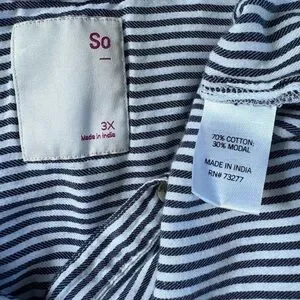 So
3X
Made in India
70% COTTON;
30% MODAL
MADE IN INDIA
RN# 73277